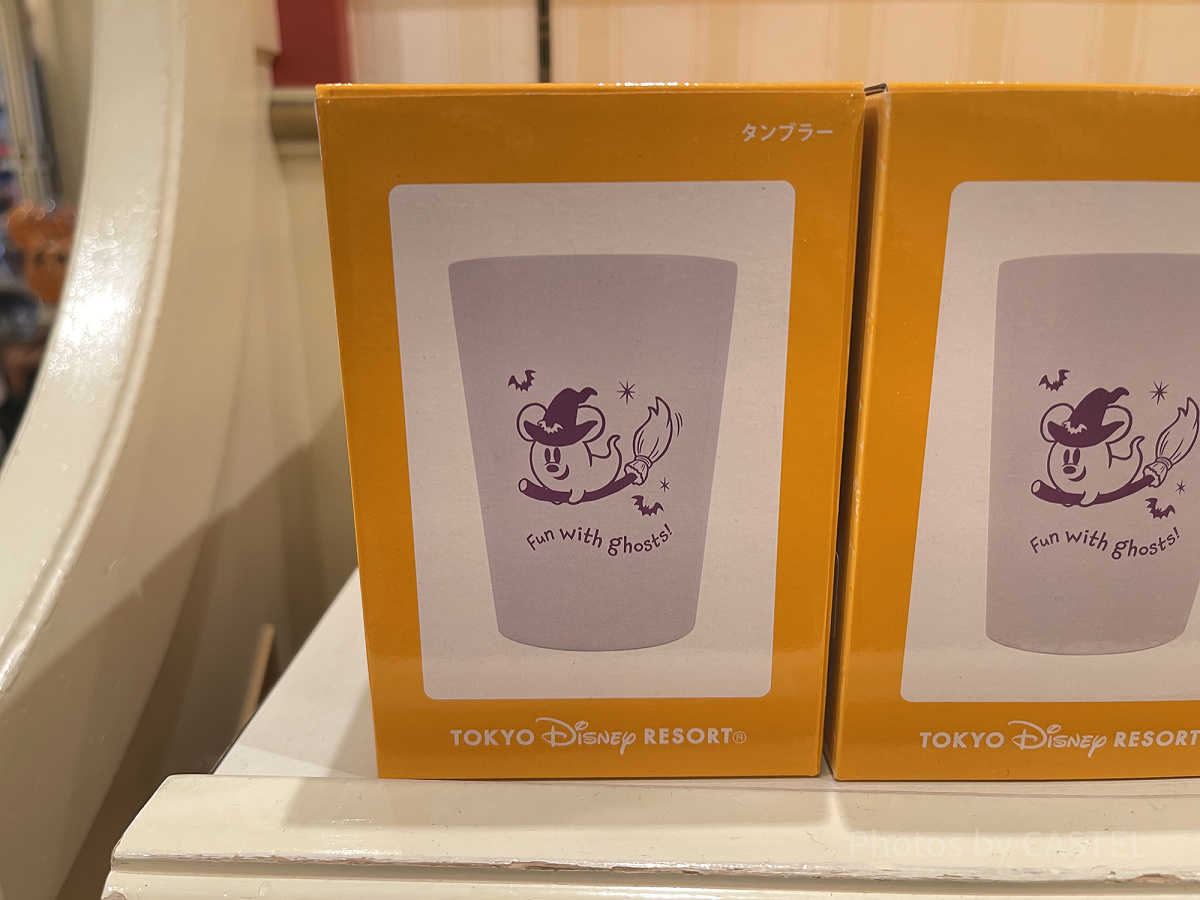 タンブラー
Fun with ghosts!
TOKYO Disney RESORT®
Fun with ghosts!
TOKYO Disney RESORT
Photos by CASTEL